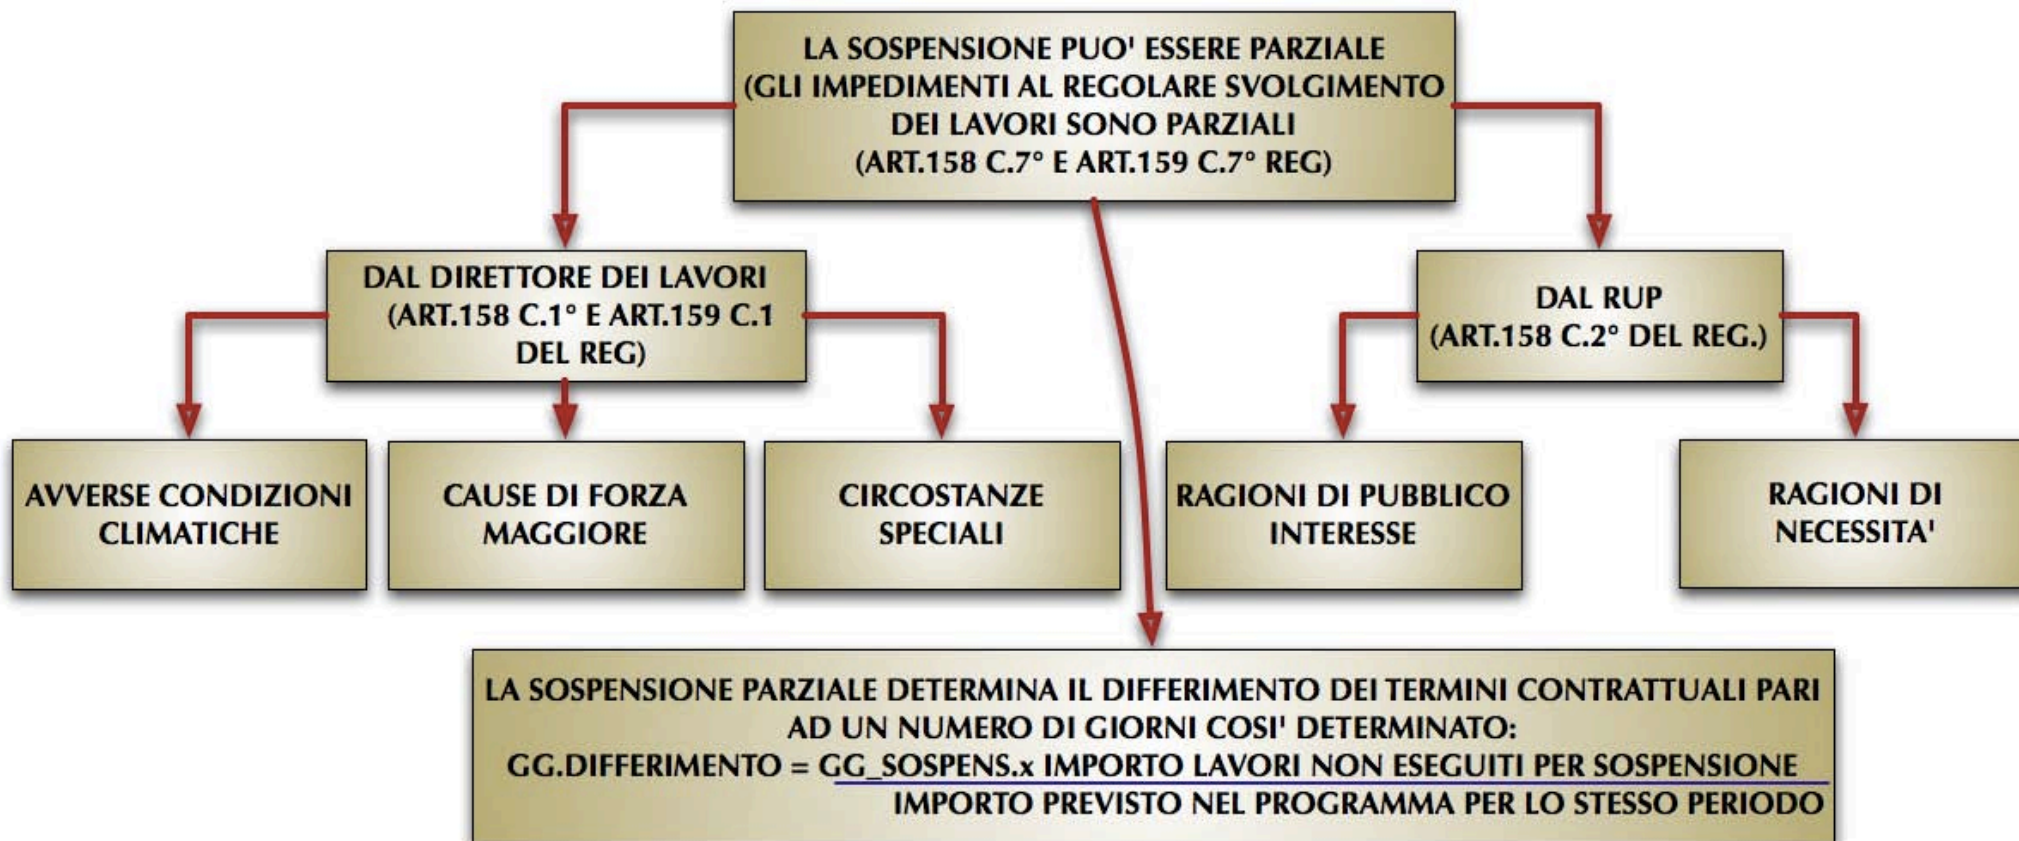 LA SOSPENSIONE PUO' ESSERE PARZIALE
(GLI IMPEDIMENTI AL REGOLARE SVOLGIMENTO
DEI LAVORI SONO PARZIALI
(ART.158 C.7° E ART.159 C.7° REG)
DAL DIRETTORE DEI LAVORI
(ART.158 C.1° E ART.159 C.1
DEL REG)
DAL RUP
(ART.158 C.2° DEL REG.)
AVVERSE CONDIZIONI
CLIMATICHE
CAUSE DI FORZA
MAGGIORE
CIRCOSTANZE
SPECIALI
RAGIONI DI PUBBLICO
INTERESSE
RAGIONI DI
NECESSITA'
LA SOSPENSIONE PARZIALE DETERMINA IL DIFFERIMENTO DEI TERMINI CONTRATTUALI PARI
AD UN NUMERO DI GIORNI COSI' DETERMINATO:
GG.DIFFERIMENTO = GG_SOSPENS.x IMPORTO LAVORI NON ESEGUITI PER SOSPENSIONE
IMPORTO PREVISTO NEL PROGRAMMA PER LO STESSO PERIODO